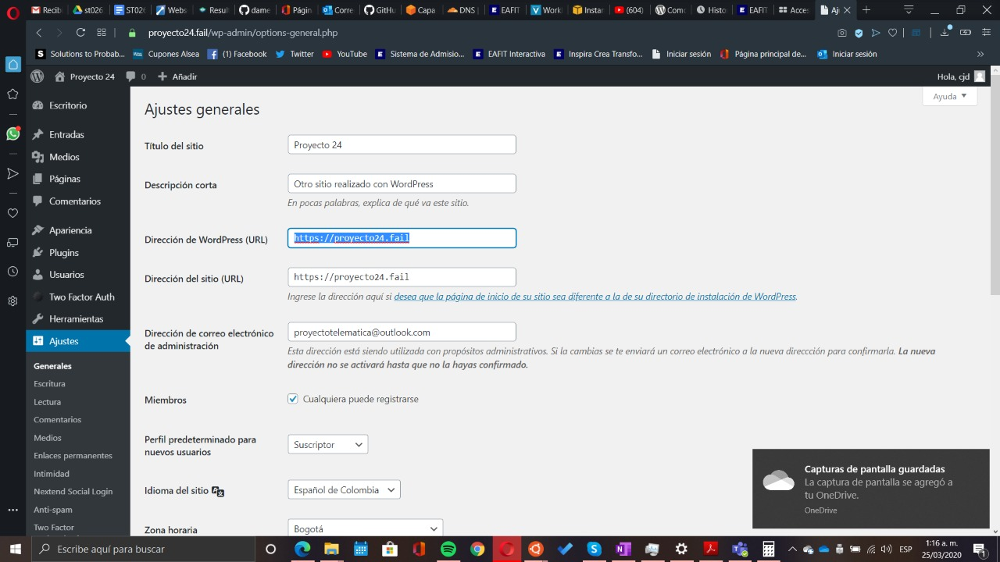 Recib
st026
ST026
Webs
Resul
dame
Págin
Corre
GitHu
Capa
DNS
EAFIT
Work
Instar
(604)
Como
Histo
EAFIT
Acces
Aju
proyecto24.fail/wp-admin/options-general.php
Solutions to Probab...
Cupones Alsea
(1) Facebook
Twitter
YouTube
Sistema de Admisio...
EAFIT Interactiva
Inspira Crea Transfo...
Iniciar sesión
Página principal de...
Iniciar sesión
Proyecto 24
0
Añadir
Hola, cjd
Ayuda
Escritorio
Entradas
Medios
Páginas
Comentarios
Apariencia
Plugins
Usuarios
Two Factor Auth
Herramientas
Ajustes
Generales
Escritura
Lectura
Comentarios
Medios
Enlaces permanentes
Intimidad
Nextend Social Login
Anti-spam
Two Factor
Ajustes generales
Título del sitio
Proyecto 24
Descripción corta
Otro sitio realizado con WordPress
En pocas palabras, explica de qué va este sitio.
Dirección de WordPress (URL)
https://proyecto24.fail
Dirección del sitio (URL)
https://proyecto24.fail
Ingrese la dirección aquí si desea que la página de inicio de su sitio sea diferente a la de su directorio de instalación de WordPress.
Dirección de correo electrónico
de administración
proyectotelematica@outlook.com
Esta dirección está siendo utilizada con propósitos administrativos. Si la cambias se te enviará un correo electrónico a la nueva direccción para confirmarla. La nueva
dirección no se activará hasta que no la hayas confirmado.
Miembros
Cualquiera puede registrarse
Perfil predeterminado para
nuevos usuarios
Suscriptor
Idioma del sitio
Español de Colombia
Zona horaria
Bogotá
Capturas de pantalla guardadas
La captura de pantalla se agregó a
tu OneDrive.
OneDrive
Escribe aquí para buscar
ESP
1:16 a. m.
25/03/2020